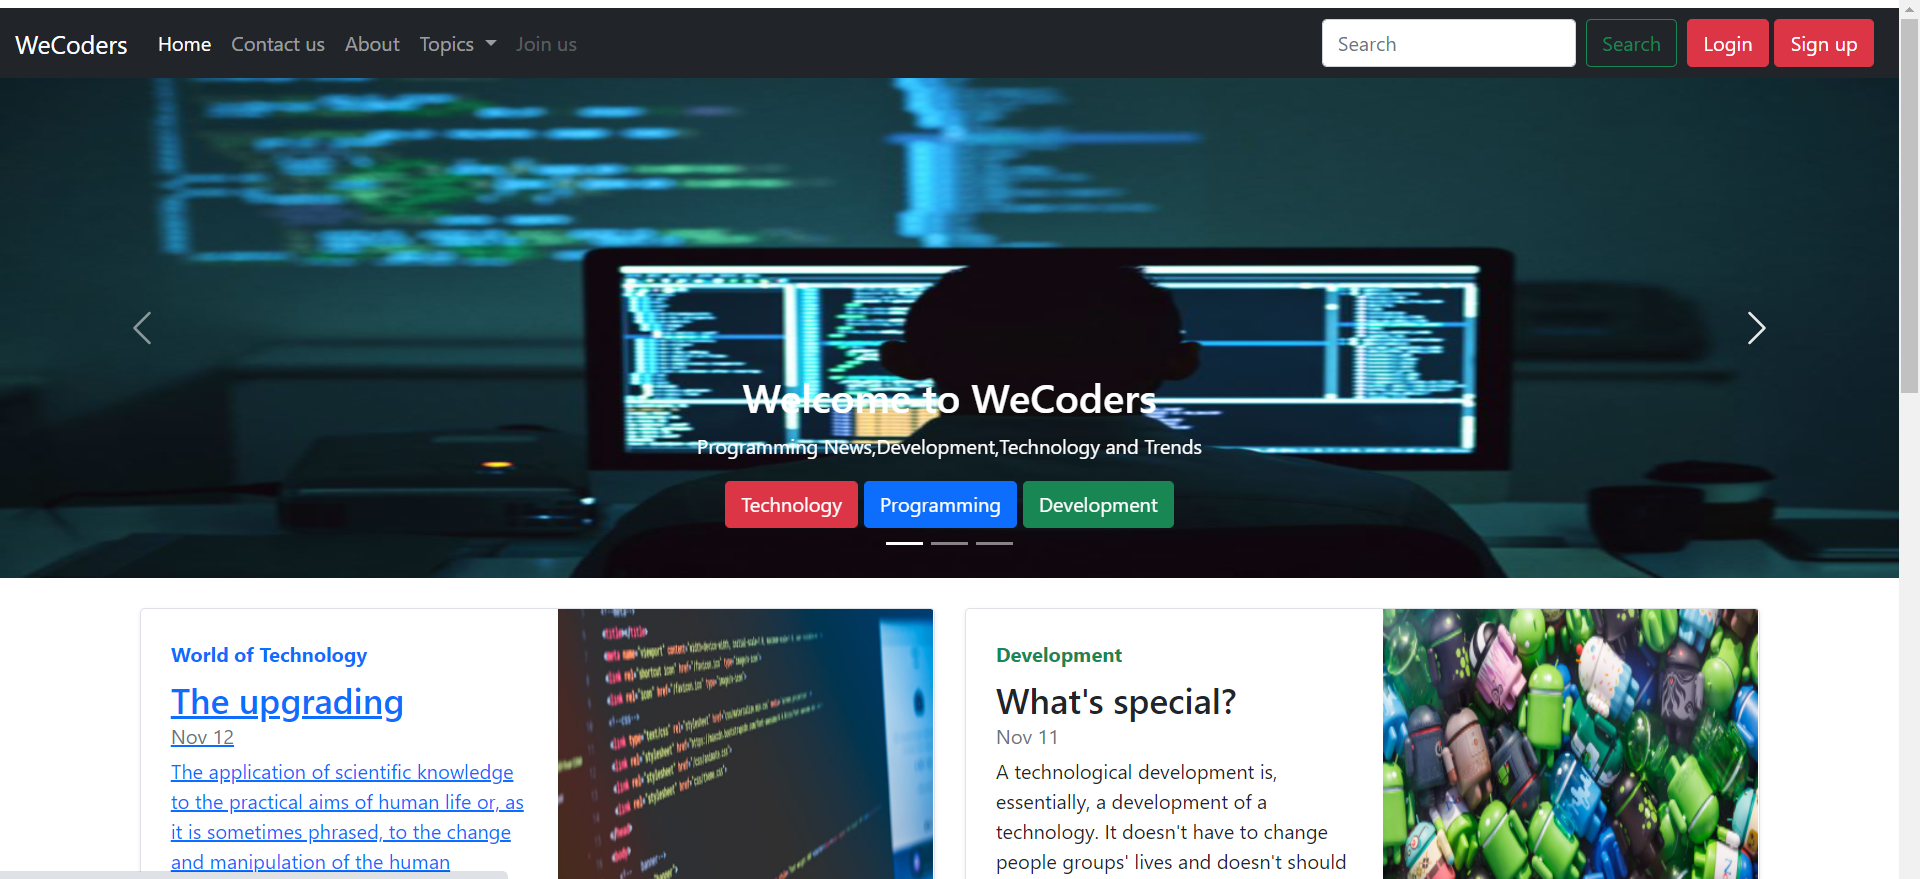 WeCoders Home Contact us About Topics Join us Search Search Login Sign up
Welcome to WeCoders
Programming News,Development,Technology and Trends
Technology Programming Development
World of Technology
The upgrading
Nov 12
The application of scientific knowledge
to the practical aims of human life or, as
it is sometimes phrased, to the change
and manipulation of the human
Development
What's special?
Nov 11
A technological development is,
essentially, a development of a
technology. It doesn't have to change
people groups' lives and doesn't should